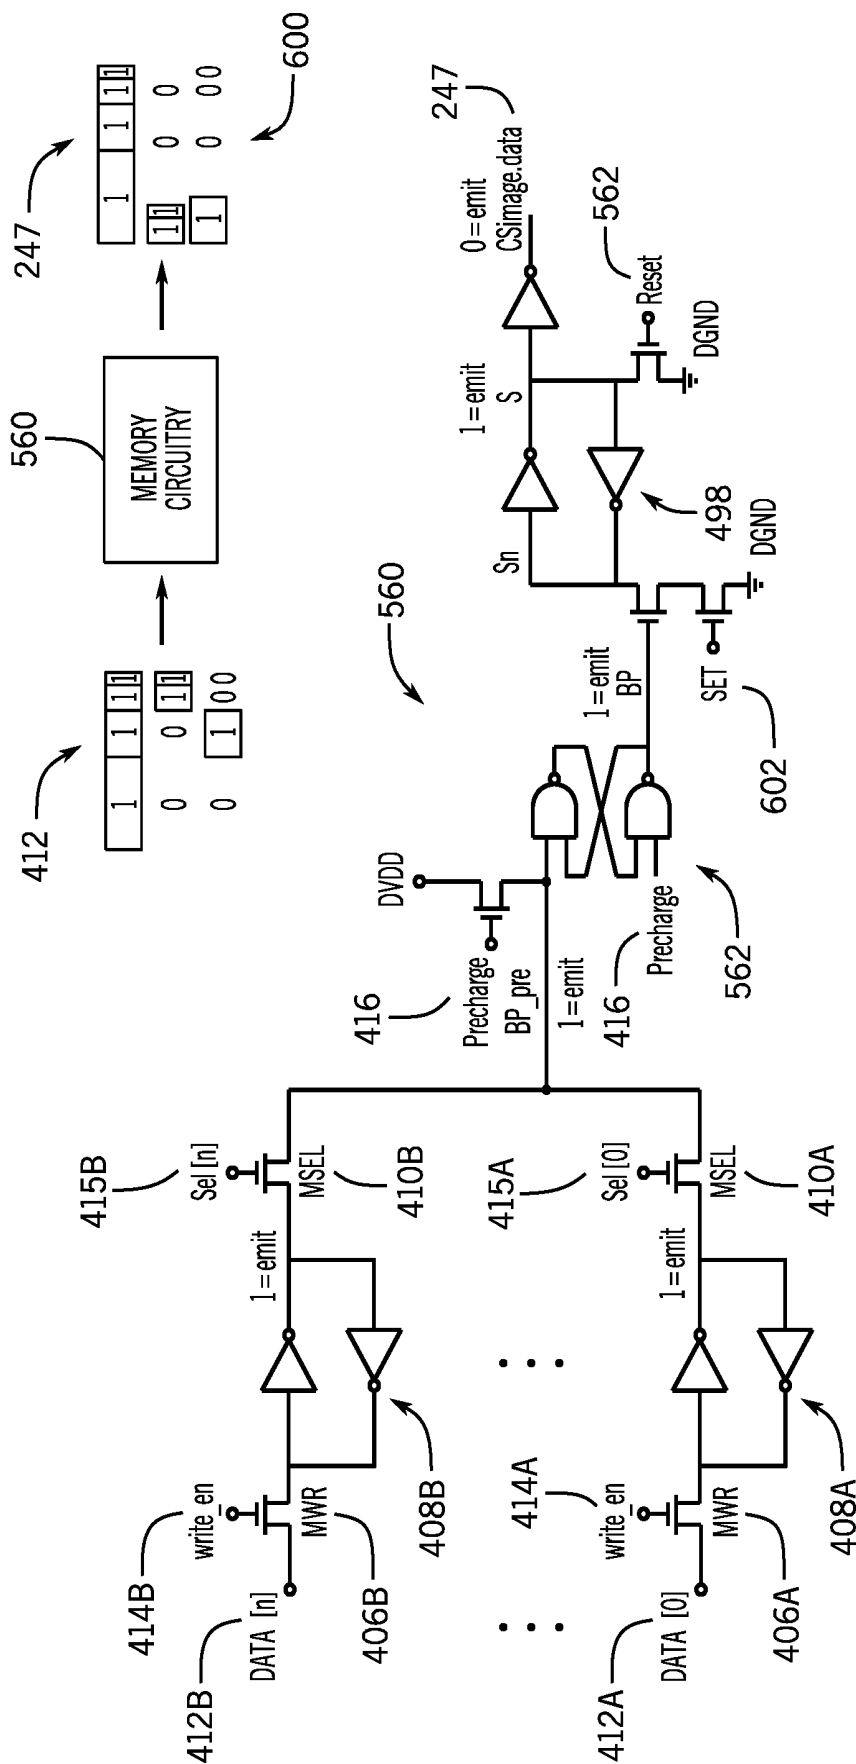 412
1 1 1 1
0 0 1 1
0 1 0 0
560
MEMORY
CIRCUITRY
247
1 1 1 1
1 1 0 0
1 0 0 0
600
414B
415B
write_en
Sel [n]
DATA [n]
MWR
MSEL
1=emit
412B
406B
408B
410B
416
DVDD
Precharge
BP_pre
1=emit
416
Precharge
562
560
1=emit
BP
Sn
1=emit
S
0=emit
CSimage.data
247
562
Reset
DGND
498
DGND
SET
602
414A
415A
write_en
Sel [0]
DATA [0]
MWR
MSEL
1=emit
412A
406A
408A
410A